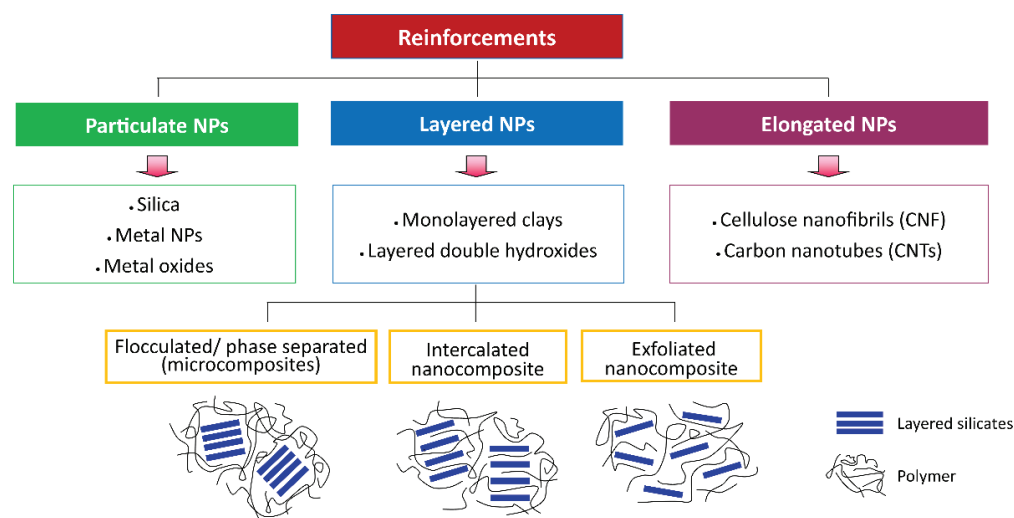 Reinforcements
Particulate NPs
Layered NPs
Elongated NPs
• Silica
• Metal NPs
• Metal oxides
• Monolayered clays
• Layered double hydroxides
• Cellulose nanofibrils (CNF)
• Carbon nanotubes (CNTs)
Flocculated/ phase separated
(microcomposites)
Intercalated
nanocomposite
Exfoliated
nanocomposite
Layered silicates
Polymer